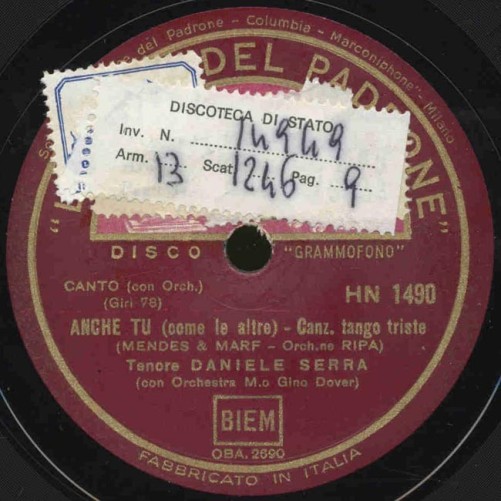 del Padrone - Columbia - Marconiphone" - Milano
DEL PADRONE"
DISCOTECA DI STATO
Inv. N. 14949
Arm. 13 Scat. 1246 Pag. 9
DISCO "GRAMMOFONO"
CANTO (con Orch.)
(Giri 78)
HN 1490
ANCHE TU (come le altre) - Canz. tango triste
(MENDES & MARF - Orch.ne RIPA)
Tenore DANIELE SERRA
(con Orchestra M.o Gino Dover)
BIEM
OBA. 2690
FABBRICATO IN ITALIA